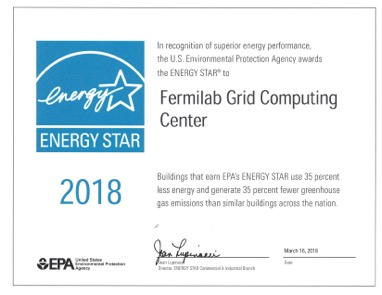 In recognition of superior energy performance,
the U.S. Environmental Protection Agency awards
the ENERGY STAR® to
energy
ENERGY STAR
Fermilab Grid Computing
Center
2018
Buildings that earn EPA's ENERGY STAR use 35 percent
less energy and generate 35 percent fewer greenhouse
gas emissions than similar buildings across the nation.
EPA
United States
Environmental Protection
Agency
Jean Lupinacci
Jean Lupinacci
Director, ENERGY STAR Commercial & Industrial Branch
March 16, 2018
Date